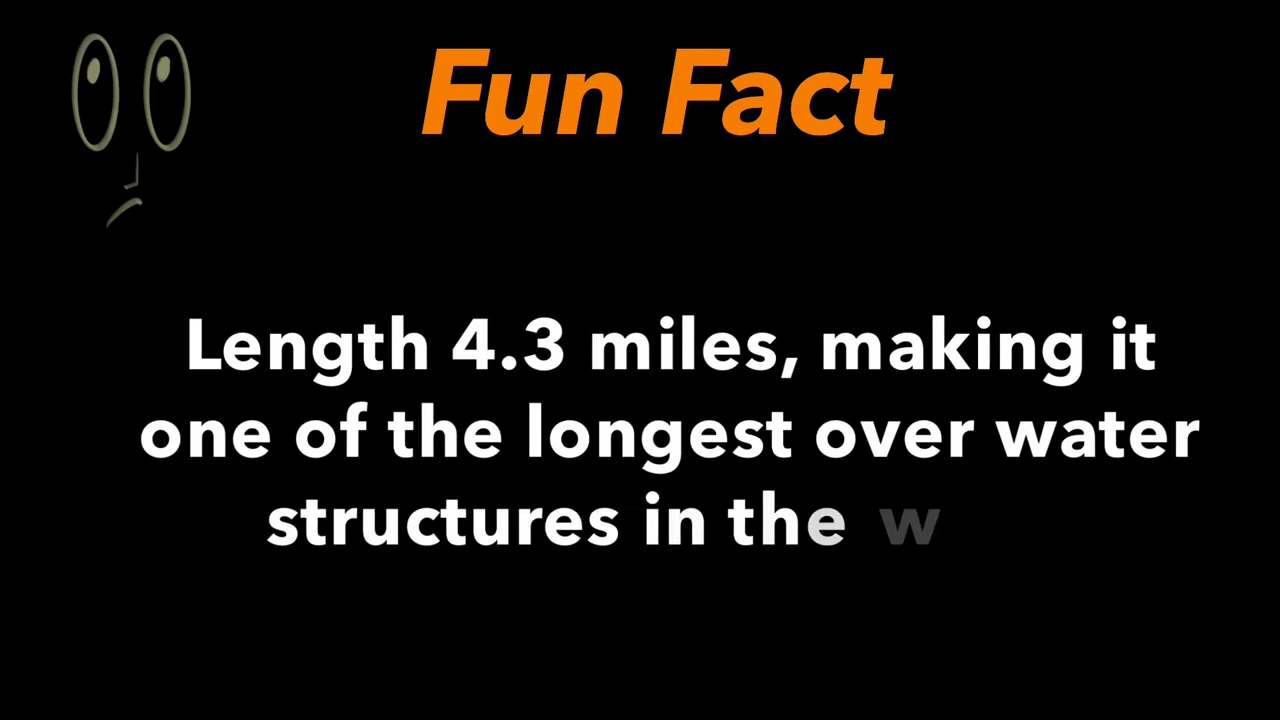 Fun Fact
Length 4.3 miles, making it
one of the longest over water
structures in the w